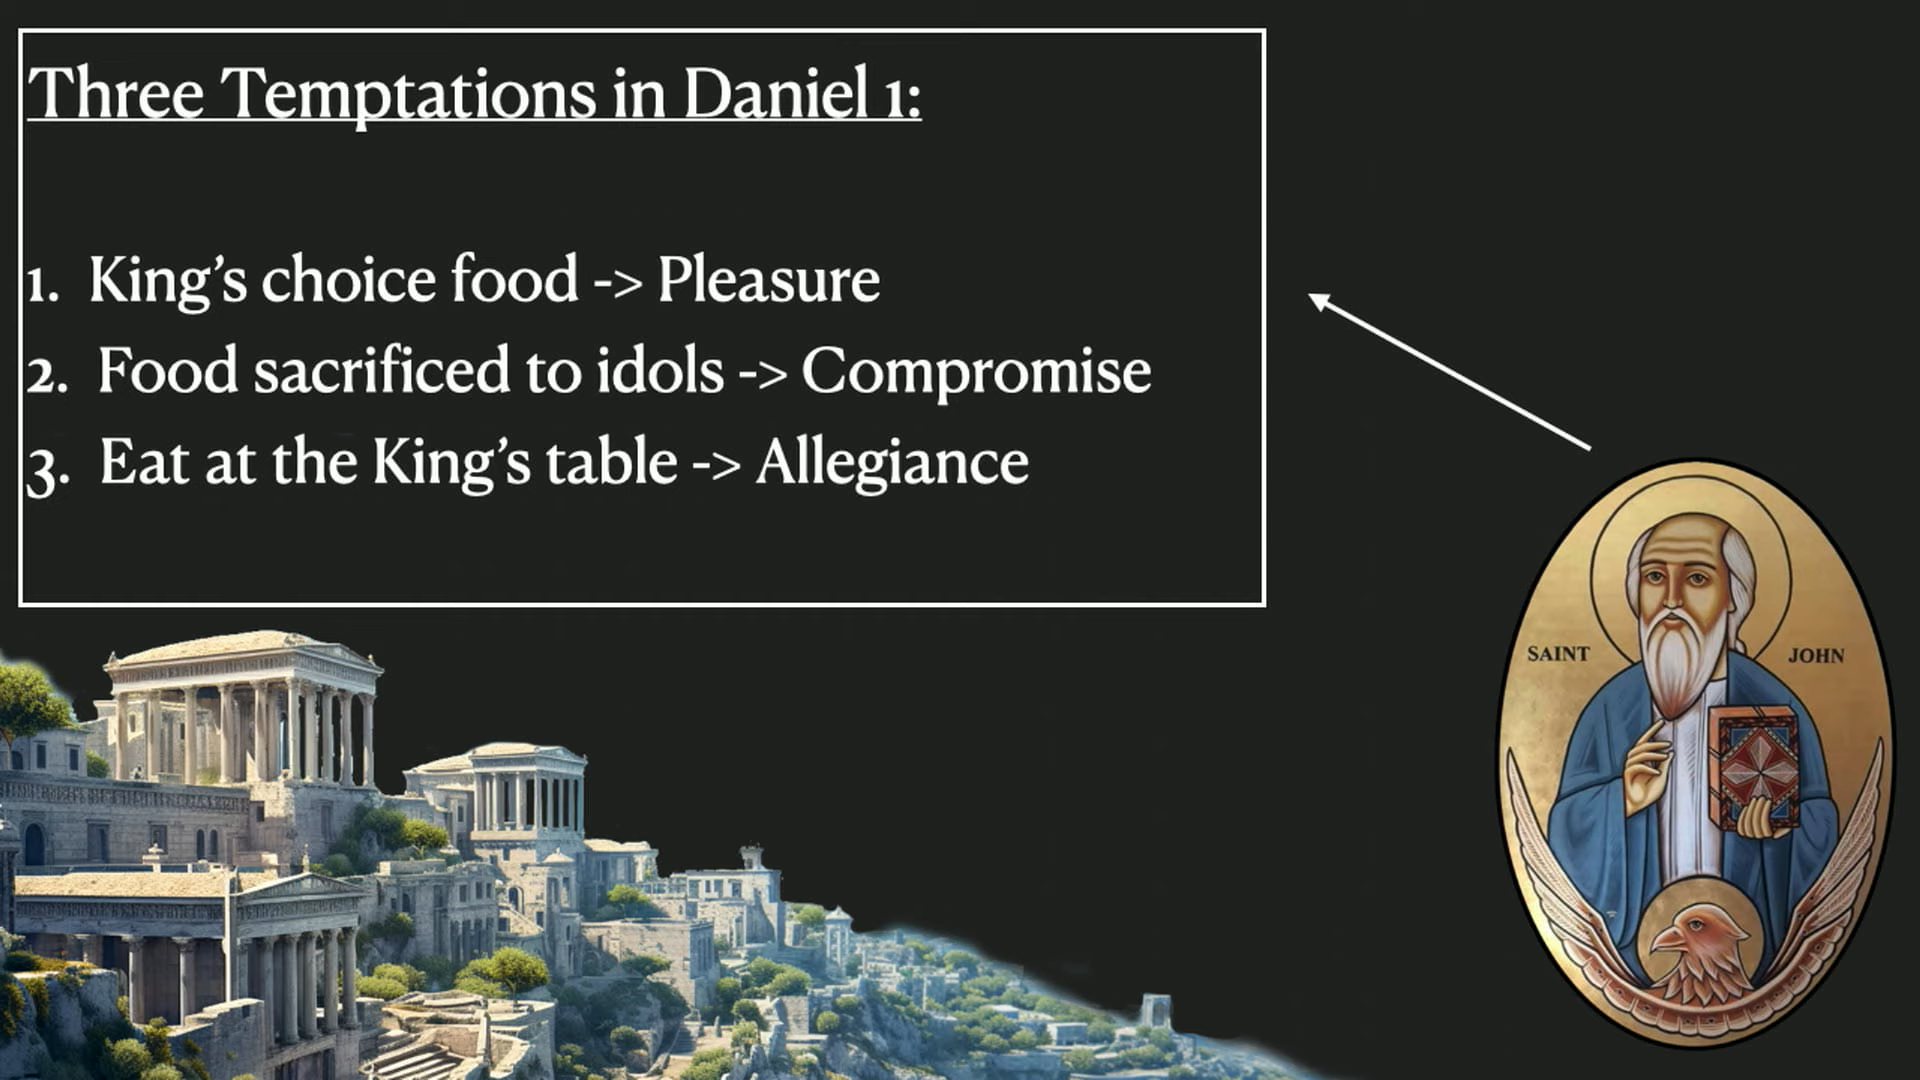 Three Temptations in Daniel 1:
1. King’s choice food -> Pleasure
2. Food sacrificed to idols -> Compromise
3. Eat at the King’s table -> Allegiance
SAINT JOHN